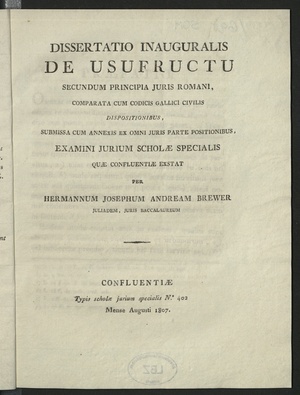 DISSERTATIO INAUGURALIS
DE USUFRUCTU
SECUNDUM PRINCIPIA JURIS ROMANI,
COMPARATA CUM CODICIS GALLICI CIVILIS
DISPOSITIONIBUS,
SUBMISSA CUM ANNEXIS EX OMNI JURIS PARTE POSITIONIBUS,
EXAMINI JURIUM SCHOLÆ SPECIALIS
QUÆ CONFLUENTIÆ EXSTAT
PER
HERMANNUM JOSEPHUM ANDREAM BREWER
JULIADEM, JURIS BACCALAUREUM
CONFLUENTIÆ
Typis scholæ jurium specialis N.º 402
Mense Augusti 1807.
LBZ